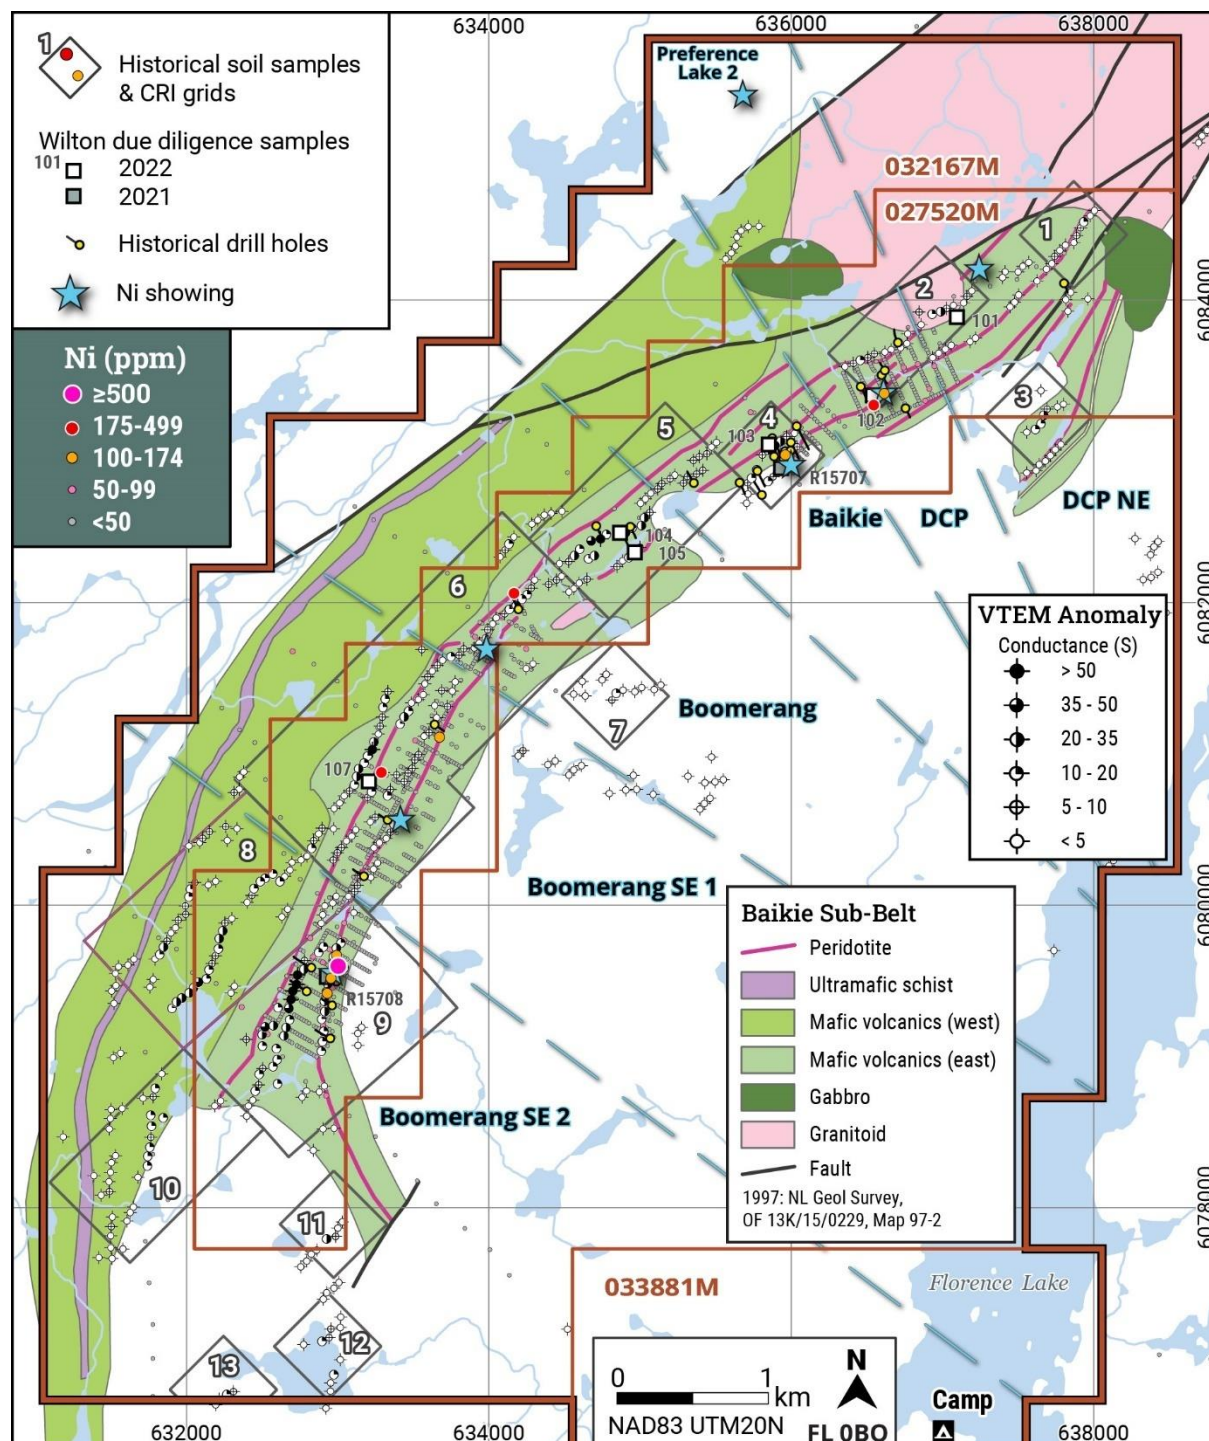 634000
636000
638000
1
Historical soil samples
& CRI grids
Wilton due diligence samples
101
2022
2021
Historical drill holes
Ni showing
Preference
Lake 2
032167M
027520M
Ni (ppm)
≥500
175-499
100-174
50-99
<50
1
2
101
6084000
3
102
4
103
5
R15707
DCP NE
Baikie
DCP
104
105
6
6082000
VTEM Anomaly
Conductance (S)
> 50
35 - 50
20 - 35
10 - 20
5 - 10
< 5
7
Boomerang
107
8
Boomerang SE 1
6080000
Baikie Sub-Belt
Peridotite
Ultramafic schist
Mafic volcanics (west)
Mafic volcanics (east)
Gabbro
Granitoid
Fault
1997: NL Geol Survey,
OF 13K/15/0229, Map 97-2
R15708
9
Boomerang SE 2
10
11
6078000
033881M
Florence Lake
12
13
0 1
km
NAD83 UTM20N
N
FL 0BO
Camp
632000
634000
638000